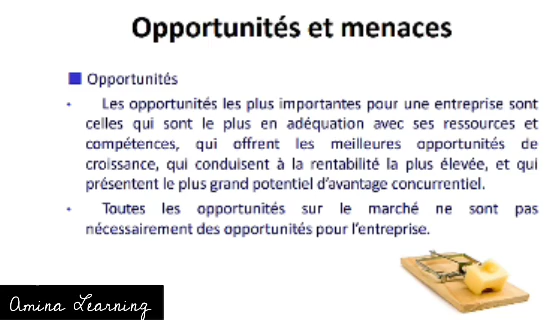 Opportunités et menaces
Opportunités
• Les opportunités les plus importantes pour une entreprise sont
celles qui sont le plus en adéquation avec ses ressources et
compétences, qui offrent les meilleures opportunités de
croissance, qui conduisent à la rentabilité la plus élevée, et qui
présentent le plus grand potentiel d'avantage concurrentiel.
• Toutes les opportunités sur le marché ne sont pas
nécessairement des opportunités pour l'entreprise.
Amina Learning